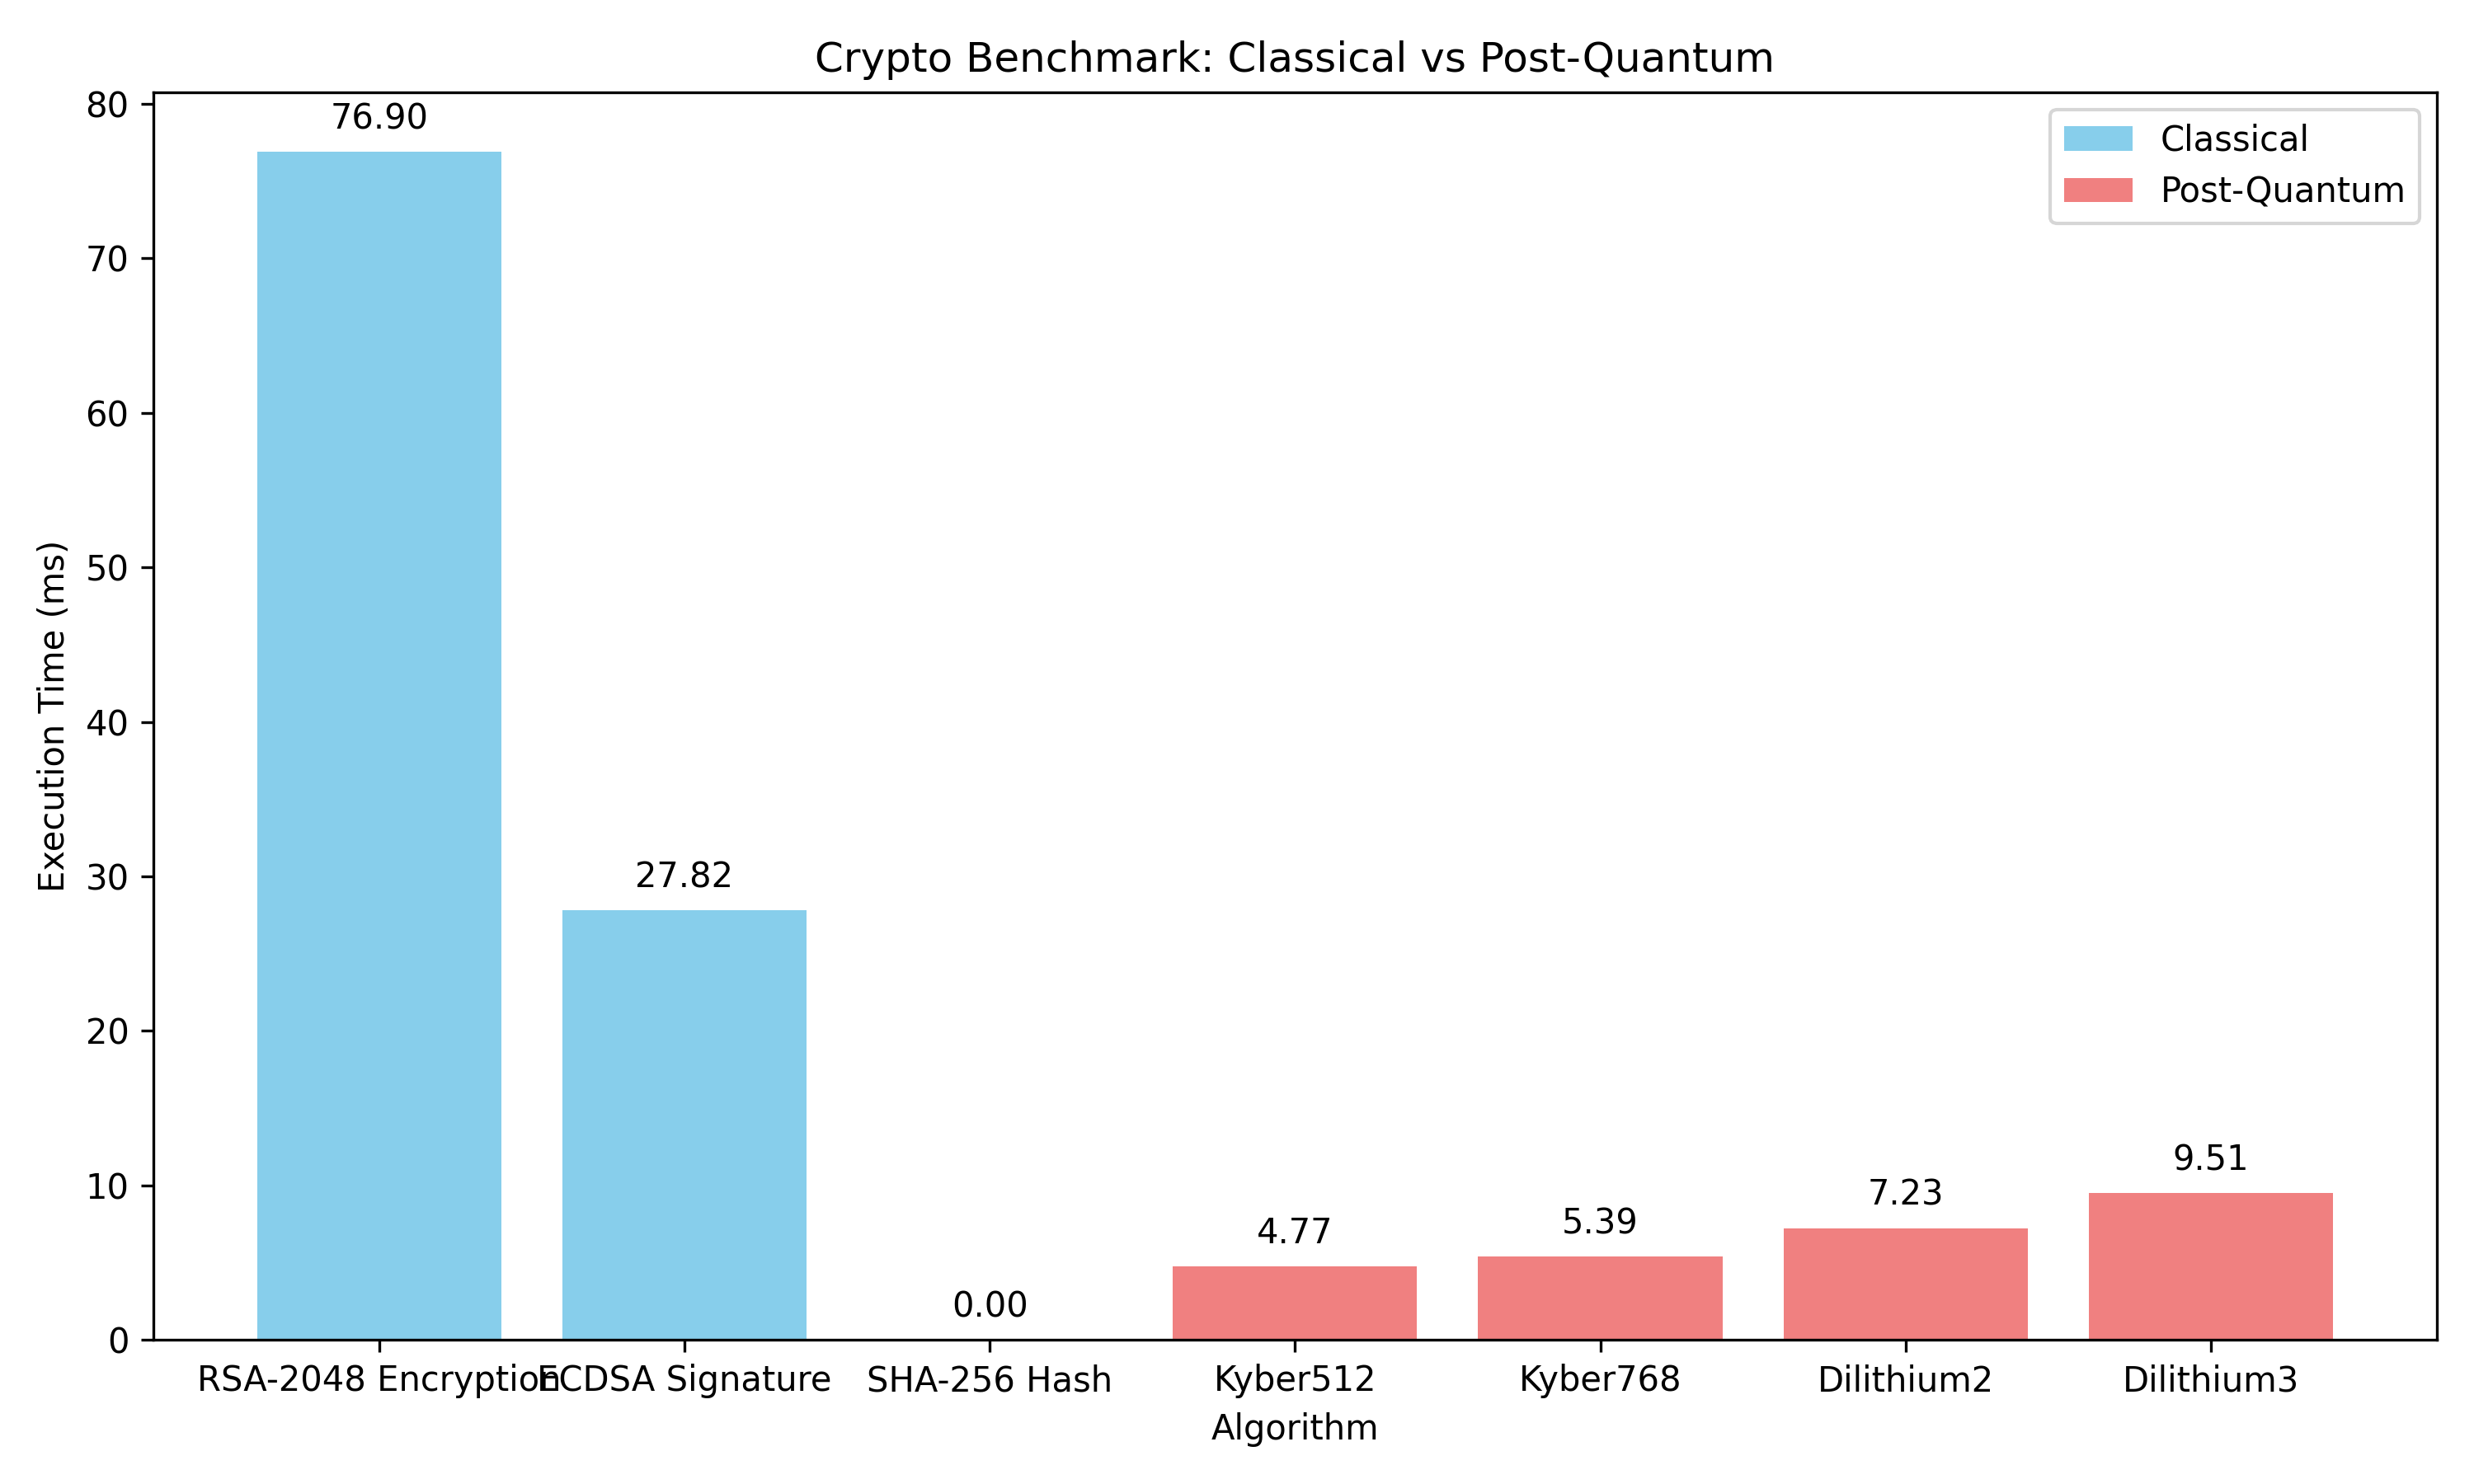 Crypto Benchmark: Classical vs Post-Quantum
Classical
Post-Quantum
Execution Time (ms)
80
70
60
50
40
30
20
10
0
76.90
27.82
0.00
4.77
5.39
7.23
9.51
RSA-2048 Encryption
ECDSA Signature
SHA-256 Hash
Kyber512
Kyber768
Dilithium2
Dilithium3
Algorithm